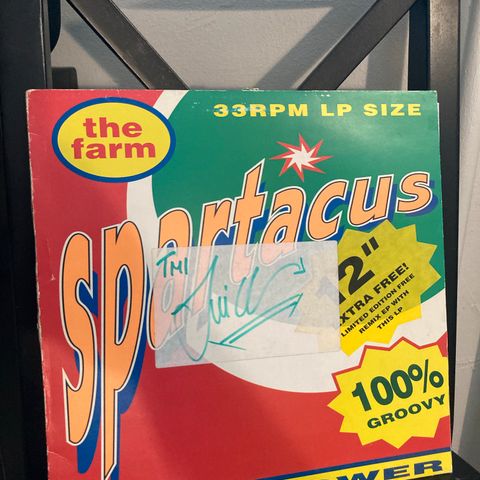 33RPM LP SIZE
the
farm
spartacus
TMI
12"
EXTRA FREE!
LIMITED EDITION FREE
REMIX EP WITH
THIS LP
100%
GROOVY